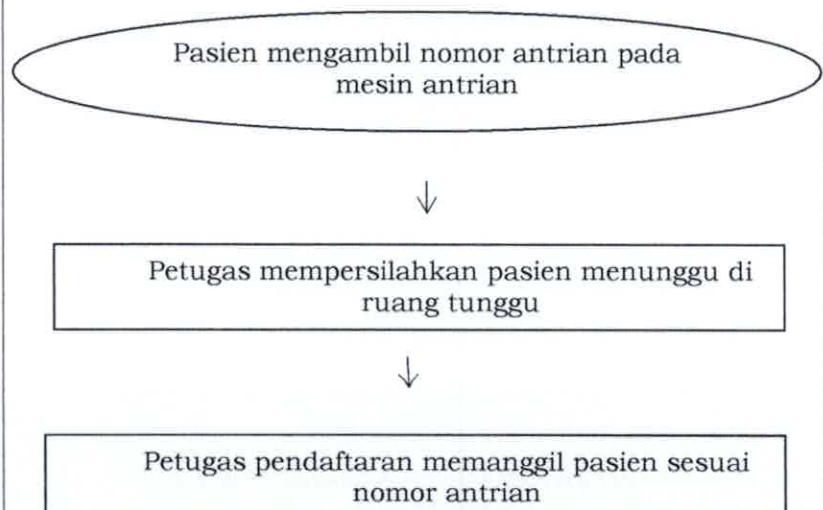 Pasien mengambil nomor antrian pada
mesin antrian
Petugas mempersilahkan pasien menunggu di
ruang tunggu
Petugas pendaftaran memanggil pasien sesuai
nomor antrian